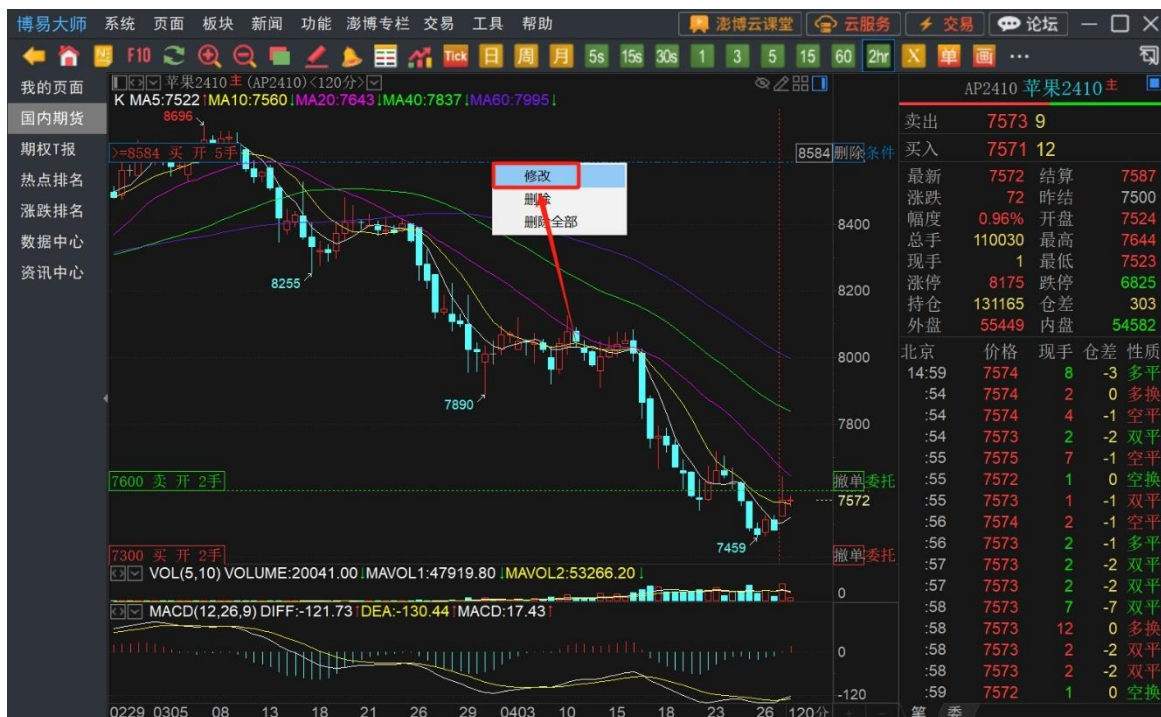 博易大师 系统 页面 板块 新闻 功能 澎博专栏 交易 工具 帮助 澎博云课堂 云服务 交易 论坛
F10 Tick 日 周 月 5s 15s 30s 1 3 5 15 60 2hr X 单 画 ...
我的页面
国内期货
期权T报
热点排名
涨跌排名
数据中心
资讯中心
苹果2410主 (AP2410)<120分>
K MA5:7522↑MA10:7560↓MA20:7643↓MA40:7837↓MA60:7995↓
8696
>=8584 买 开 5手
8584 删除 条件
修改
删除
删除全部
8400
8255
8200
8000
7890
7800
7600 卖 开 2手
撤单 委托
7572
7459
7300 买 开 2手
撤单 委托
VOL(5,10) VOLUME:20041.00↓MAVOL1:47919.80↓MAVOL2:53266.20↓
0
MACD(12,26,9) DIFF:-121.73↑DEA:-130.44↑MACD:17.43↑
0
-120
0229 0305 08 13 18 21 26 29 0403 10 15 18 23 26 120分 + -
AP2410 苹果2410主
卖出 7573 9
买入 7571 12
最新 7572 结算 7587
涨跌 72 昨结 7500
幅度 0.96% 开盘 7524
总手 110030 最高 7644
现手 1 最低 7523
涨停 8175 跌停 6825
持仓 131165 仓差 303
外盘 55449 内盘 54582
北京 价格 现手 仓差 性质
14:59 7574 8 -3 多平
:54 7574 2 0 多换
:54 7574 4 -1 空平
:54 7573 2 -2 双平
:55 7575 7 -1 空平
:55 7572 1 0 空换
:55 7573 1 -1 双平
:56 7574 2 -1 空平
:56 7573 2 -1 多平
:57 7573 2 -2 双平
:57 7573 2 -2 双平
:58 7573 7 -7 双平
:58 7573 12 0 多换
:58 7573 2 -2 双平
:58 7573 2 -2 双平
:59 7572 1 0 空换
笔 委